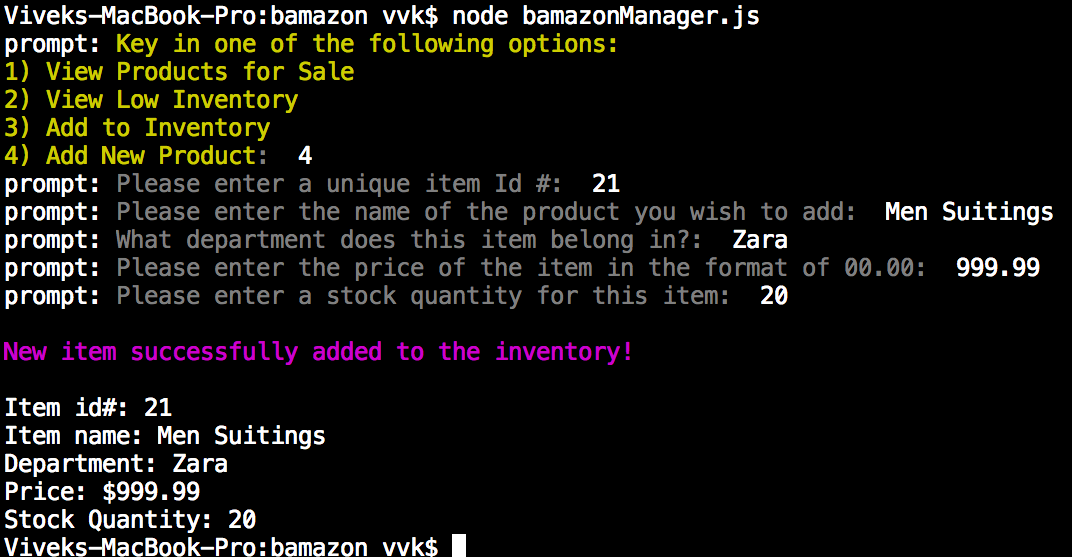 Viveks-MacBook-Pro:bamazon vvk$ node bamazonManager.js
prompt: Key in one of the following options:
1) View Products for Sale
2) View Low Inventory
3) Add to Inventory
4) Add New Product:  4
prompt: Please enter a unique item Id #:  21
prompt: Please enter the name of the product you wish to add:  Men Suitings
prompt: What department does this item belong in?:  Zara
prompt: Please enter the price of the item in the format of 00.00:  999.99
prompt: Please enter a stock quantity for this item:  20
New item successfully added to the inventory!
Item id#: 21
Item name: Men Suitings
Department: Zara
Price: $999.99
Stock Quantity: 20
Viveks-MacBook-Pro:bamazon vvk$